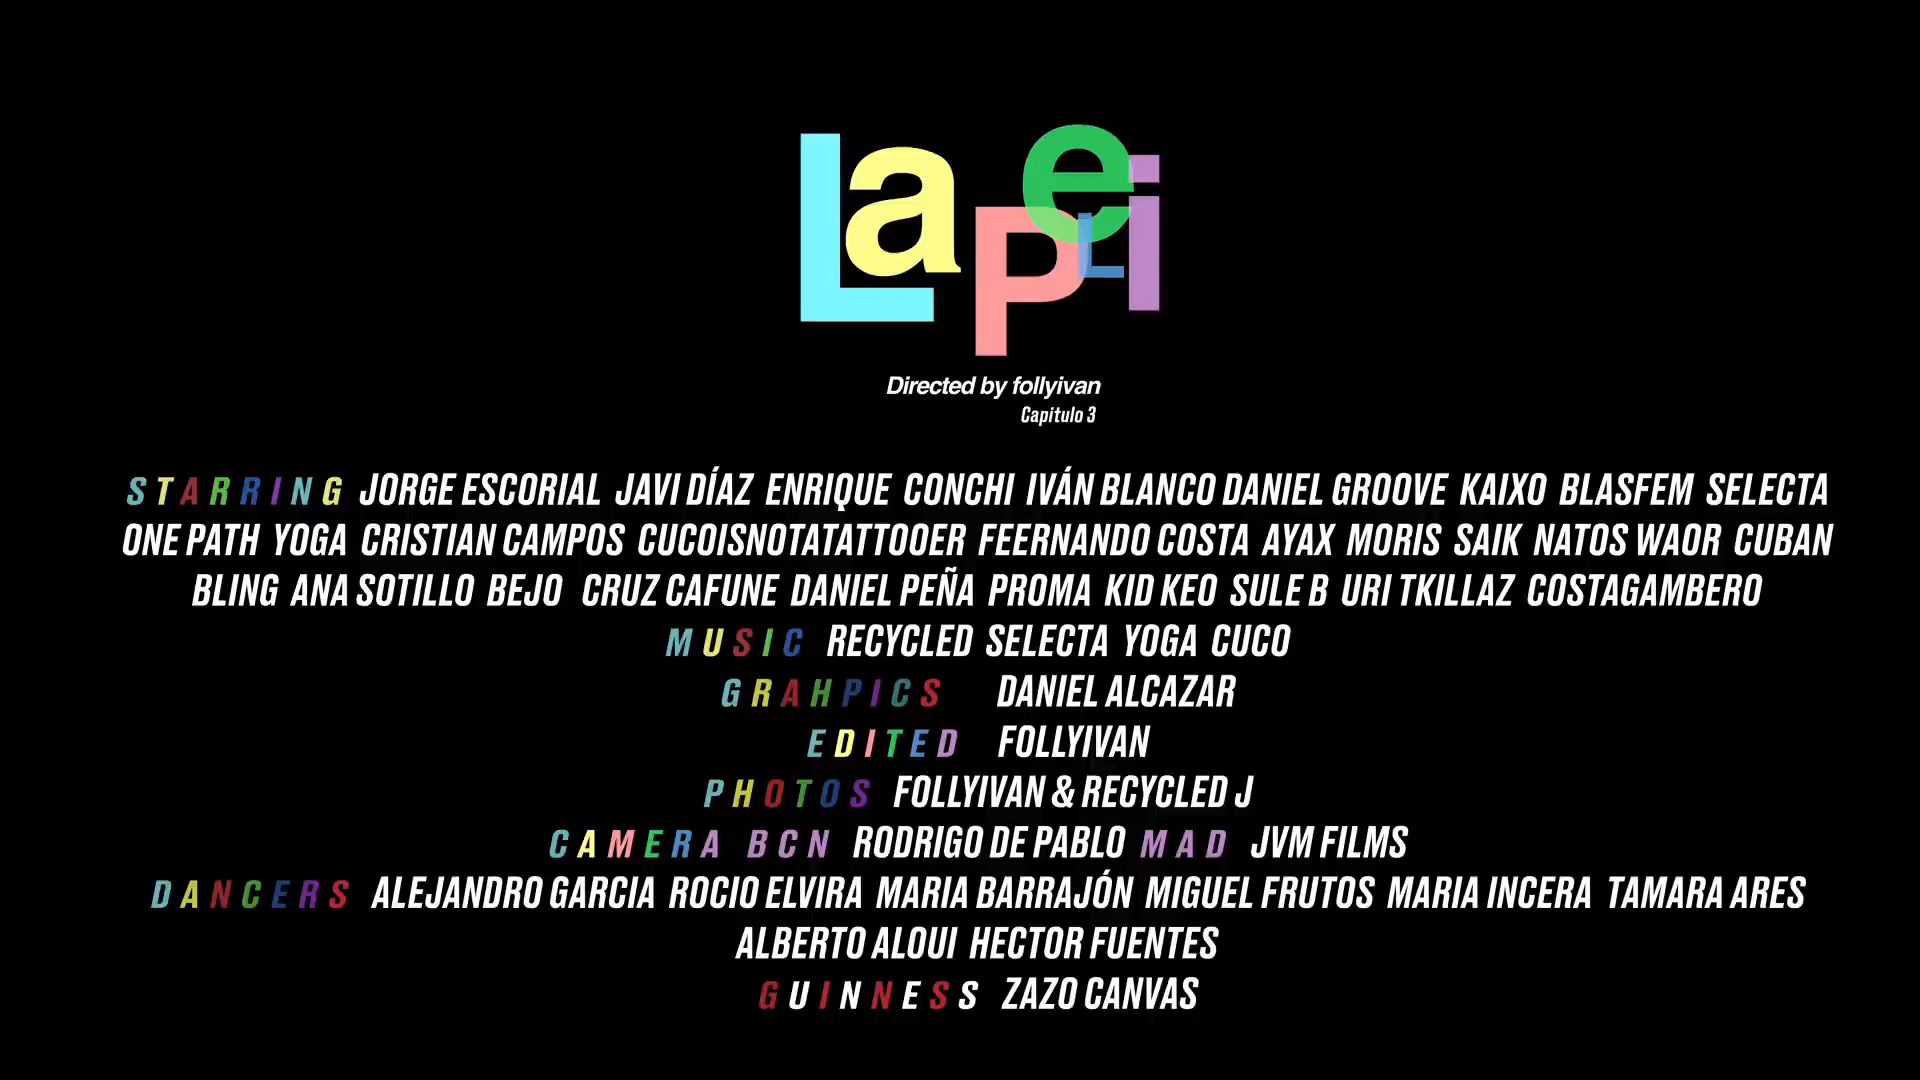 La PeLi
Directed by follyivan
Capitulo 3
STARRING JORGE ESCORIAL JAVI DÍAZ ENRIQUE CONCHI IVÁN BLANCO DANIEL GROOVE KAIXO BLASFEM SELECTA
ONE PATH YOGA CRISTIAN CAMPOS CUCOISNOTATATTOOER FEERNANDO COSTA AYAX MORIS SAIK NATOS WAOR CUBAN
BLING ANA SOTILLO BEJO CRUZ CAFUNE DANIEL PEÑA PROMA KID KEO SULE B URI TKILLAZ COSTAGAMBERO
MUSIC RECYCLED SELECTA YOGA CUCO
GRAHPICS DANIEL ALCAZAR
EDITED FOLLYIVAN
PHOTOS FOLLYIVAN & RECYCLED J
CAMERA BCN RODRIGO DE PABLO MAD JVM FILMS
DANCERS ALEJANDRO GARCIA ROCIO ELVIRA MARIA BARRAJÓN MIGUEL FRUTOS MARIA INCERA TAMARA ARES
ALBERTO ALOUI HECTOR FUENTES
GUINNESS ZAZO CANVAS